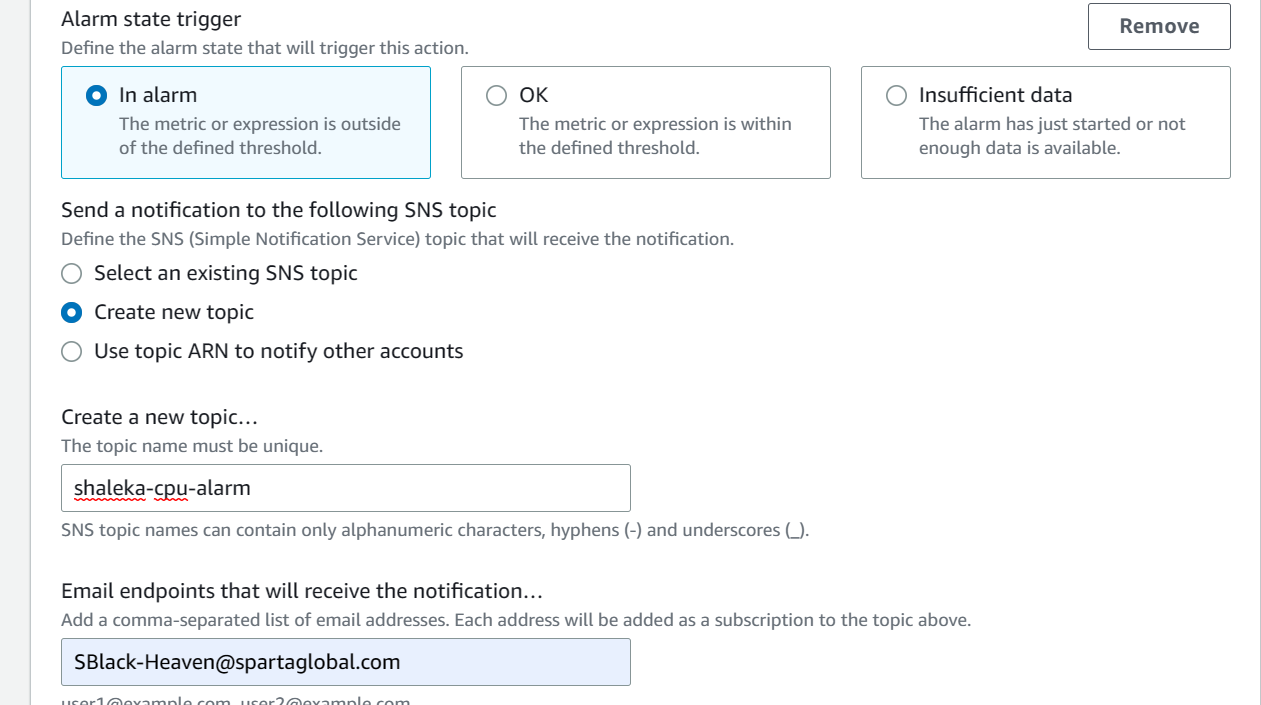 Alarm state trigger
Remove
Define the alarm state that will trigger this action.
In alarm
The metric or expression is outside
of the defined threshold.
OK
The metric or expression is within
the defined threshold.
Insufficient data
The alarm has just started or not
enough data is available.
Send a notification to the following SNS topic
Define the SNS (Simple Notification Service) topic that will receive the notification.
Select an existing SNS topic
Create new topic
Use topic ARN to notify other accounts
Create a new topic…
The topic name must be unique.
shaleka-cpu-alarm
SNS topic names can contain only alphanumeric characters, hyphens (-) and underscores (_).
Email endpoints that will receive the notification…
Add a comma-separated list of email addresses. Each address will be added as a subscription to the topic above.
SBlack-Heaven@spartaglobal.com
user1@example.com, user2@example.com